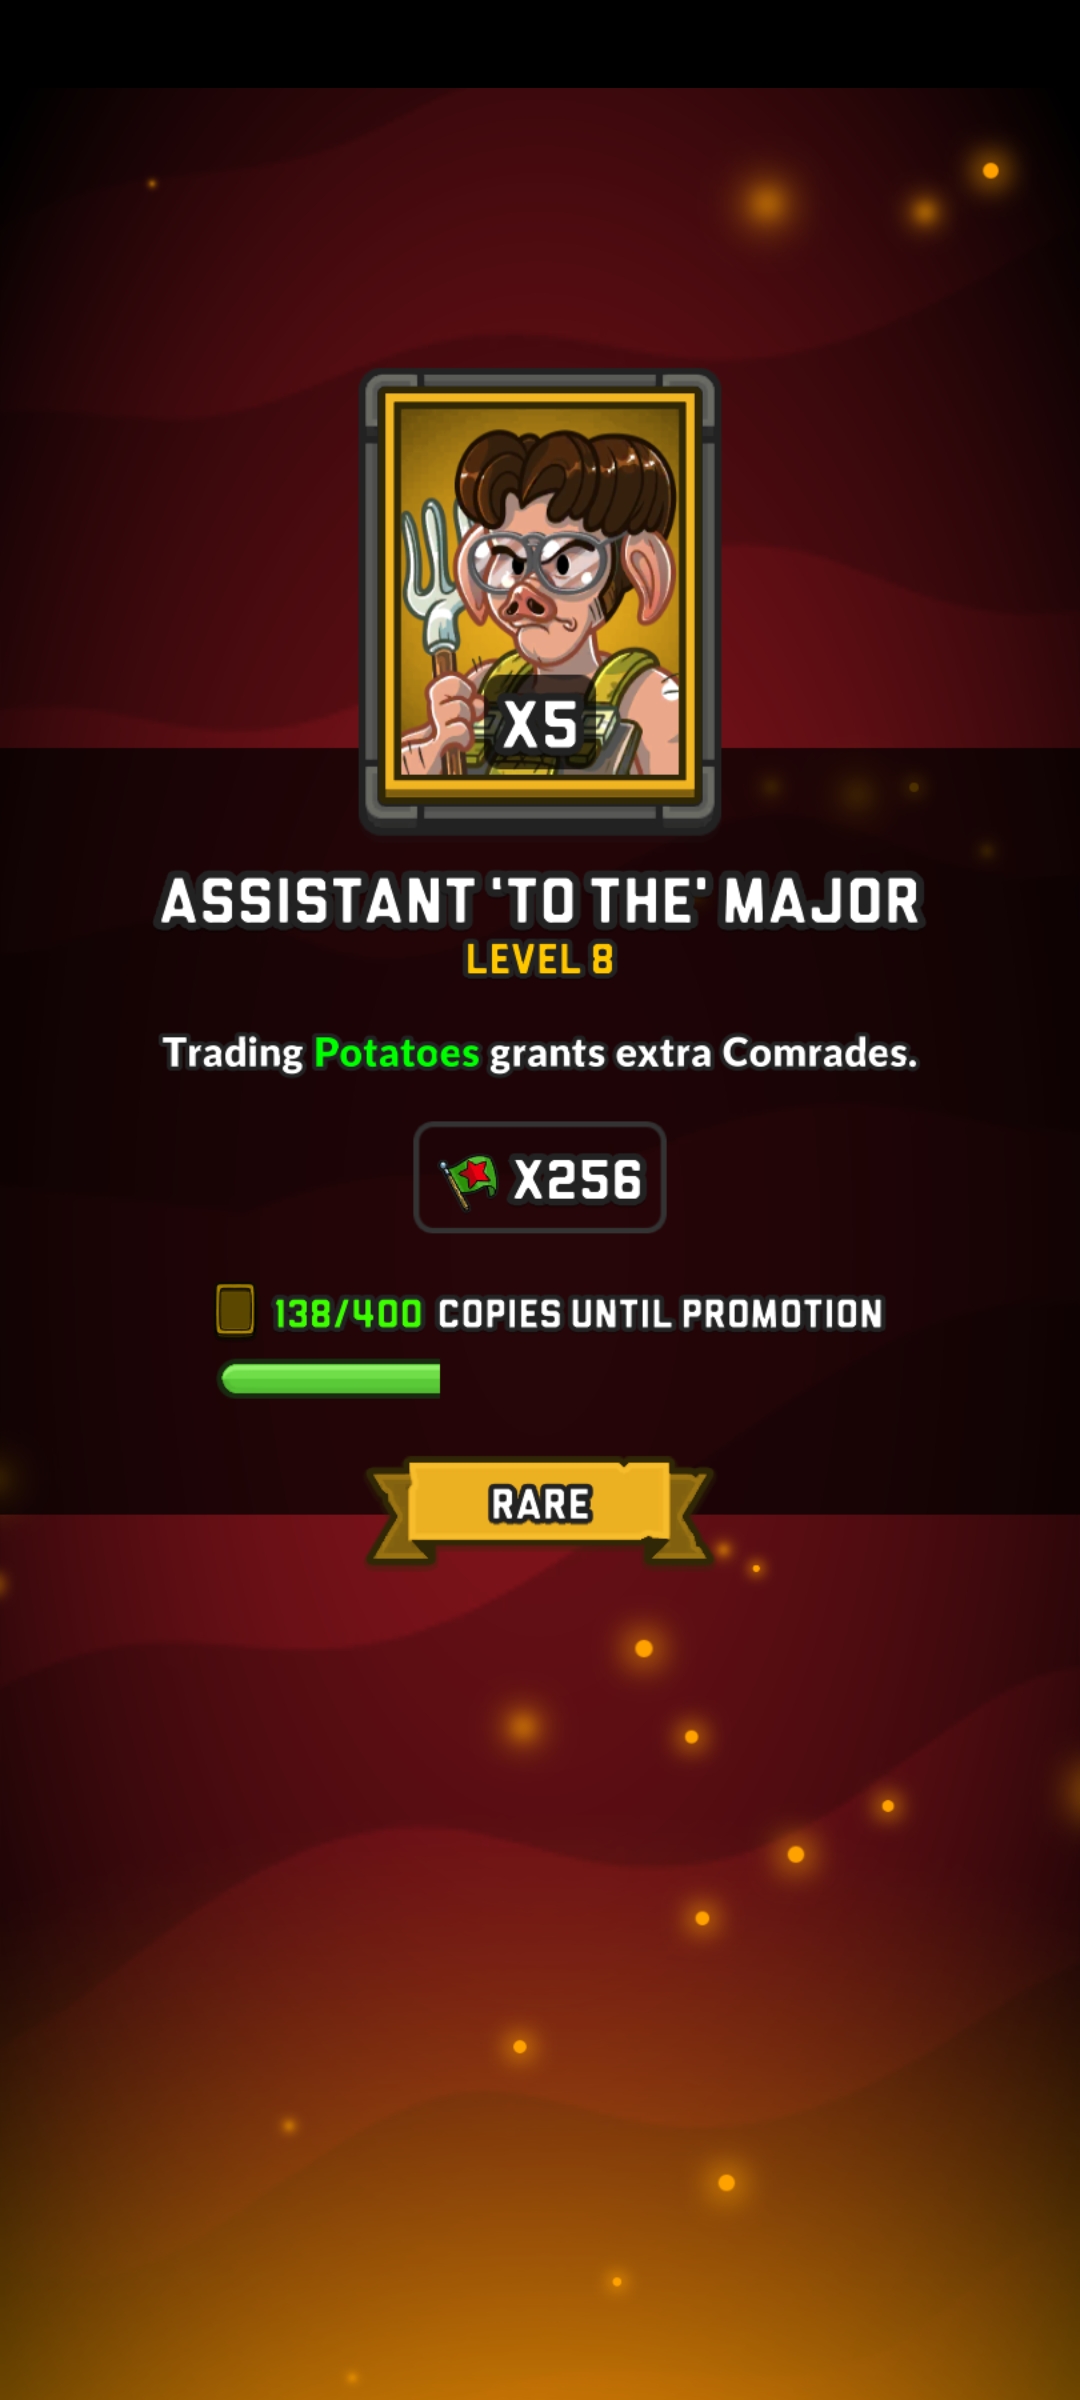 X5
ASSISTANT 'TO THE' MAJOR
LEVEL 8
Trading Potatoes grants extra Comrades.
X256
138/400 COPIES UNTIL PROMOTION
RARE